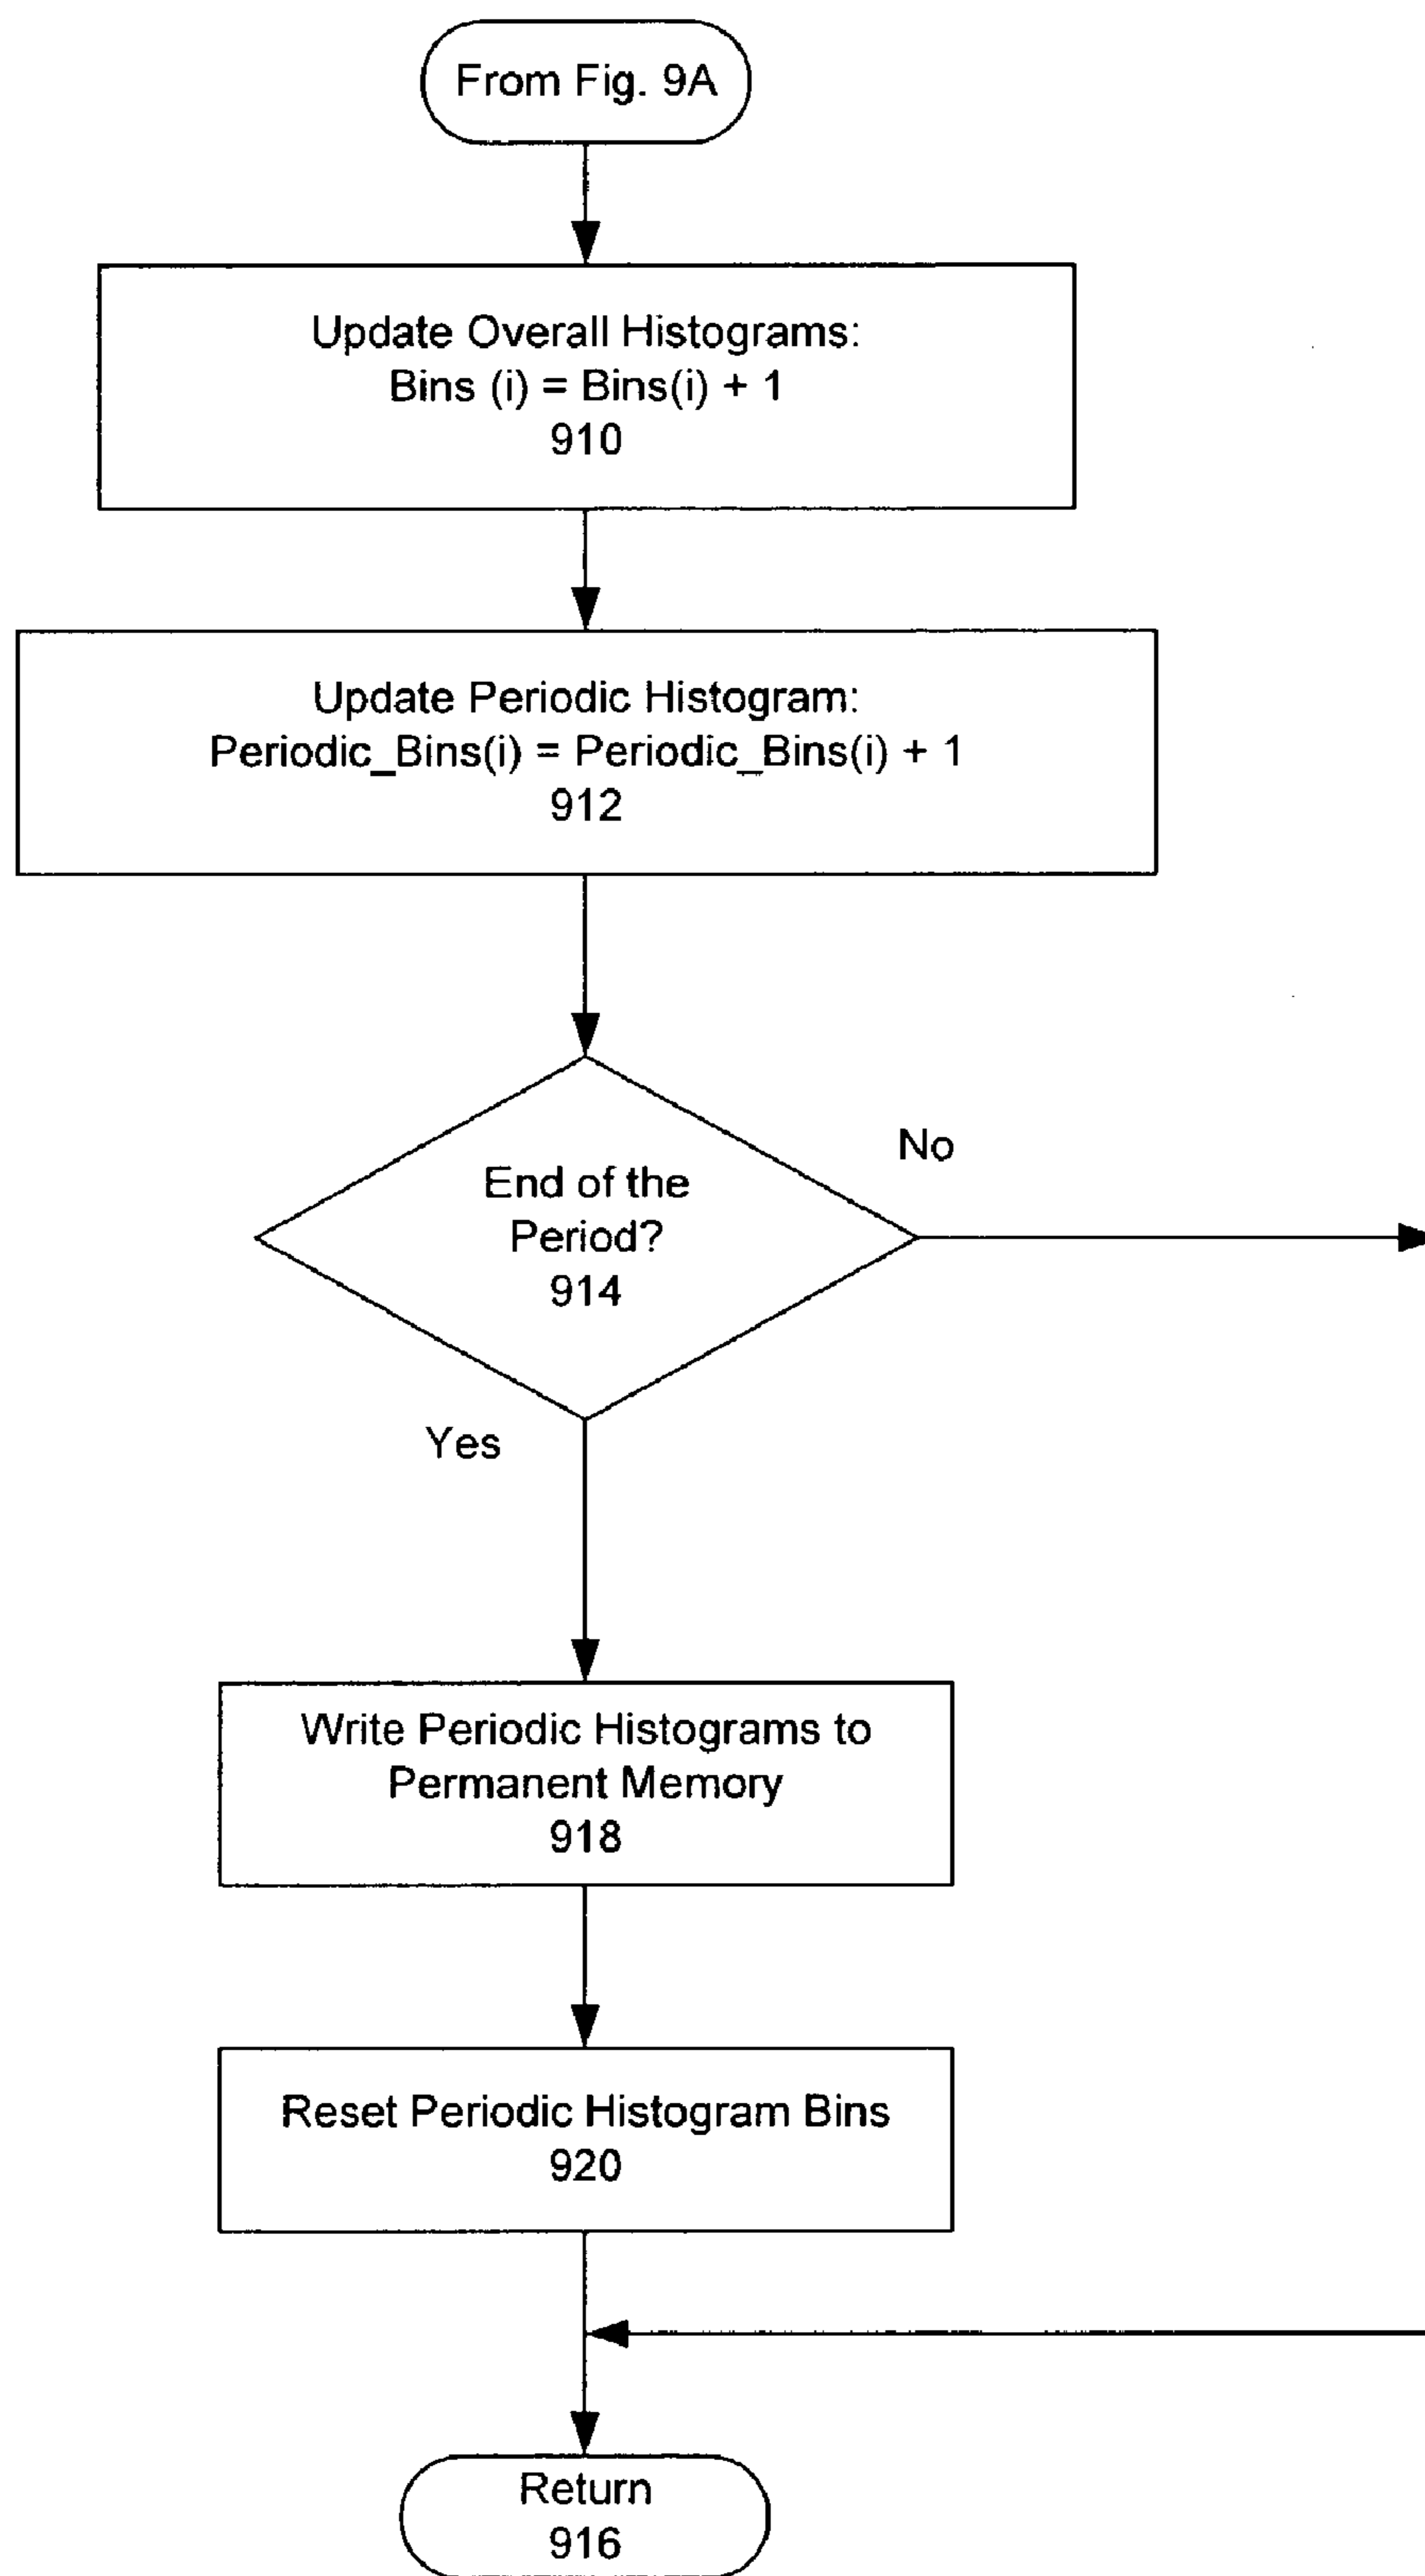 From Fig. 9A
Update Overall Histograms:
Bins (i) = Bins(i) + 1
910
Update Periodic Histogram:
Periodic_Bins(i) = Periodic_Bins(i) + 1
912
End of the
Period?
914
No
Yes
Write Periodic Histograms to
Permanent Memory
918
Reset Periodic Histogram Bins
920
Return
916